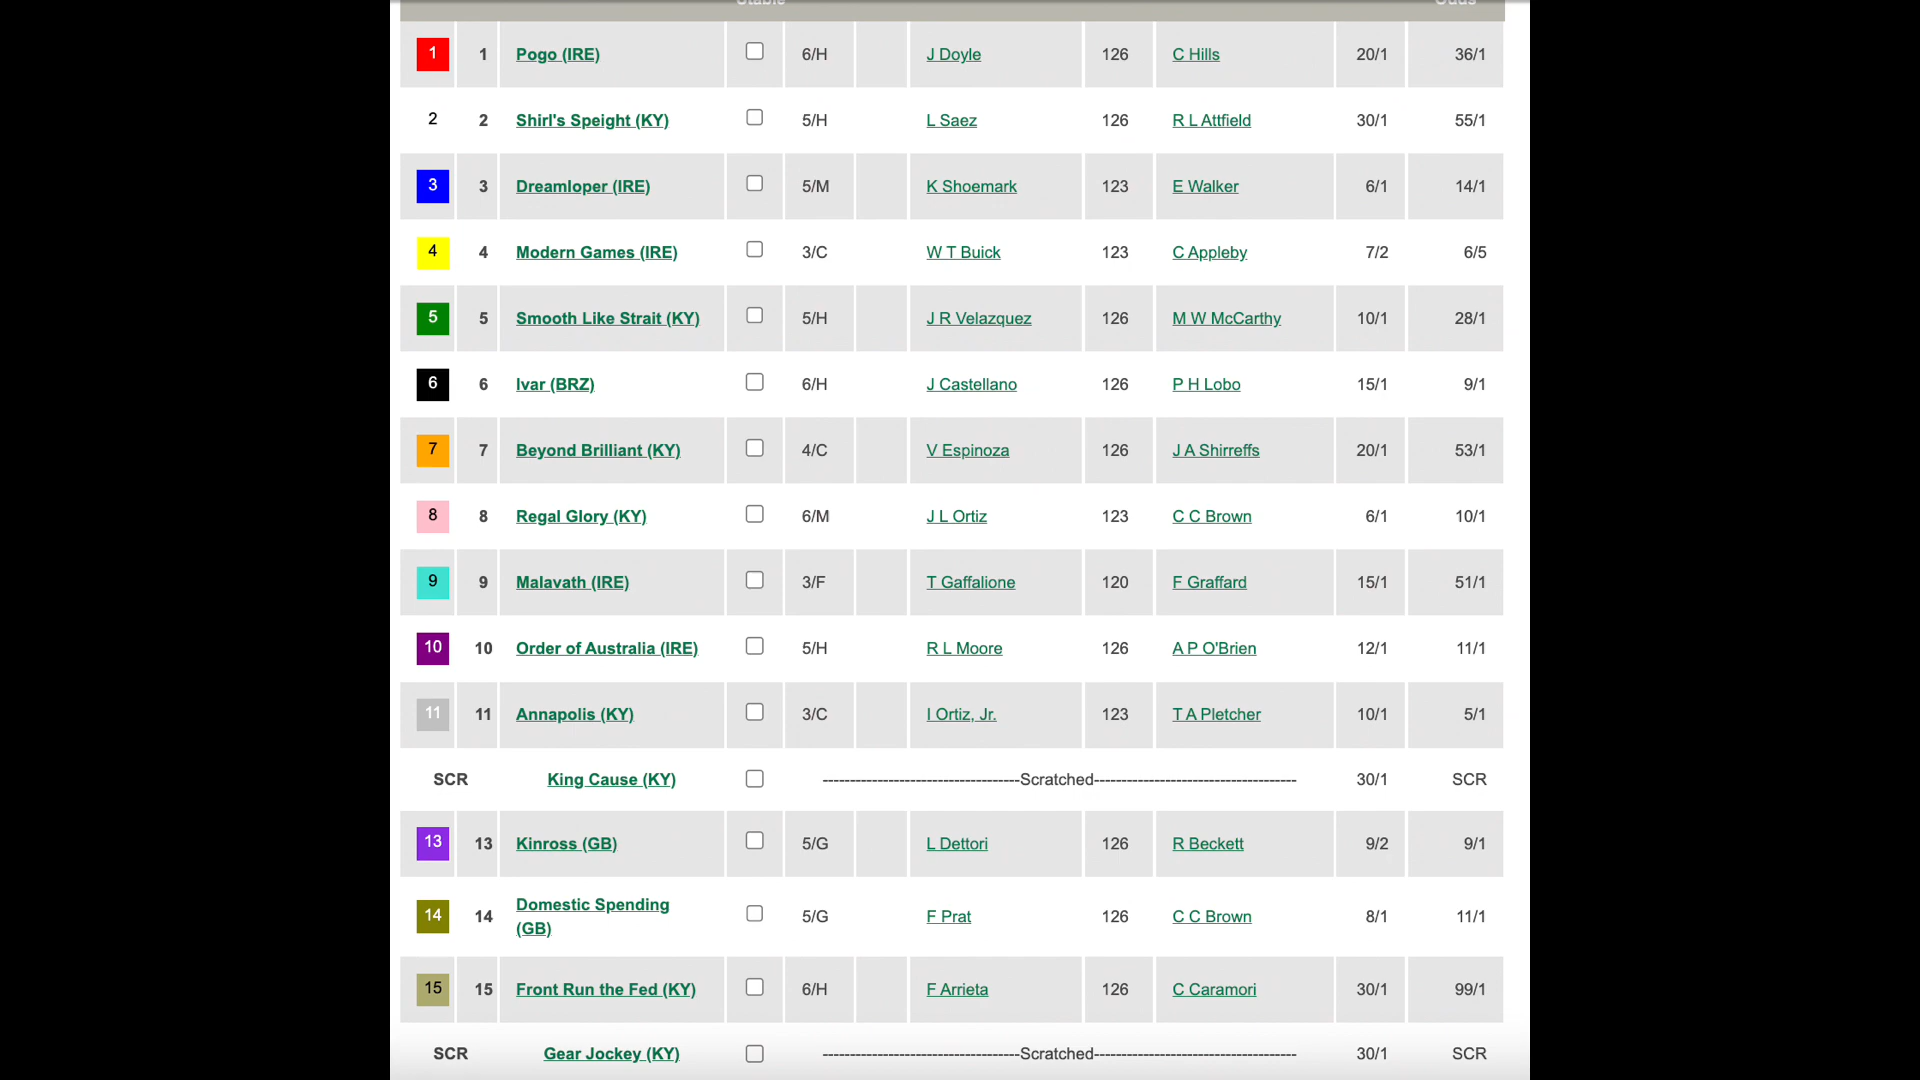 Stable Odds
1 1 Pogo (IRE) 6/H J Doyle 126 C Hills 20/1 36/1
2 2 Shirl's Speight (KY) 5/H L Saez 126 R L Attfield 30/1 55/1
3 3 Dreamloper (IRE) 5/M K Shoemark 123 E Walker 6/1 14/1
4 4 Modern Games (IRE) 3/C W T Buick 123 C Appleby 7/2 6/5
5 5 Smooth Like Strait (KY) 5/H J R Velazquez 126 M W McCarthy 10/1 28/1
6 6 Ivar (BRZ) 6/H J Castellano 126 P H Lobo 15/1 9/1
7 7 Beyond Brilliant (KY) 4/C V Espinoza 126 J A Shirreffs 20/1 53/1
8 8 Regal Glory (KY) 6/M J L Ortiz 123 C C Brown 6/1 10/1
9 9 Malavath (IRE) 3/F T Gaffalione 120 F Graffard 15/1 51/1
10 10 Order of Australia (IRE) 5/H R L Moore 126 A P O'Brien 12/1 11/1
11 11 Annapolis (KY) 3/C I Ortiz, Jr. 123 T A Pletcher 10/1 5/1
SCR King Cause (KY) ------------------------------------Scratched------------------------------------- 30/1 SCR
13 13 Kinross (GB) 5/G L Dettori 126 R Beckett 9/2 9/1
14 14 Domestic Spending (GB) 5/G F Prat 126 C C Brown 8/1 11/1
15 15 Front Run the Fed (KY) 6/H F Arrieta 126 C Caramori 30/1 99/1
SCR Gear Jockey (KY) ------------------------------------Scratched------------------------------------- 30/1 SCR